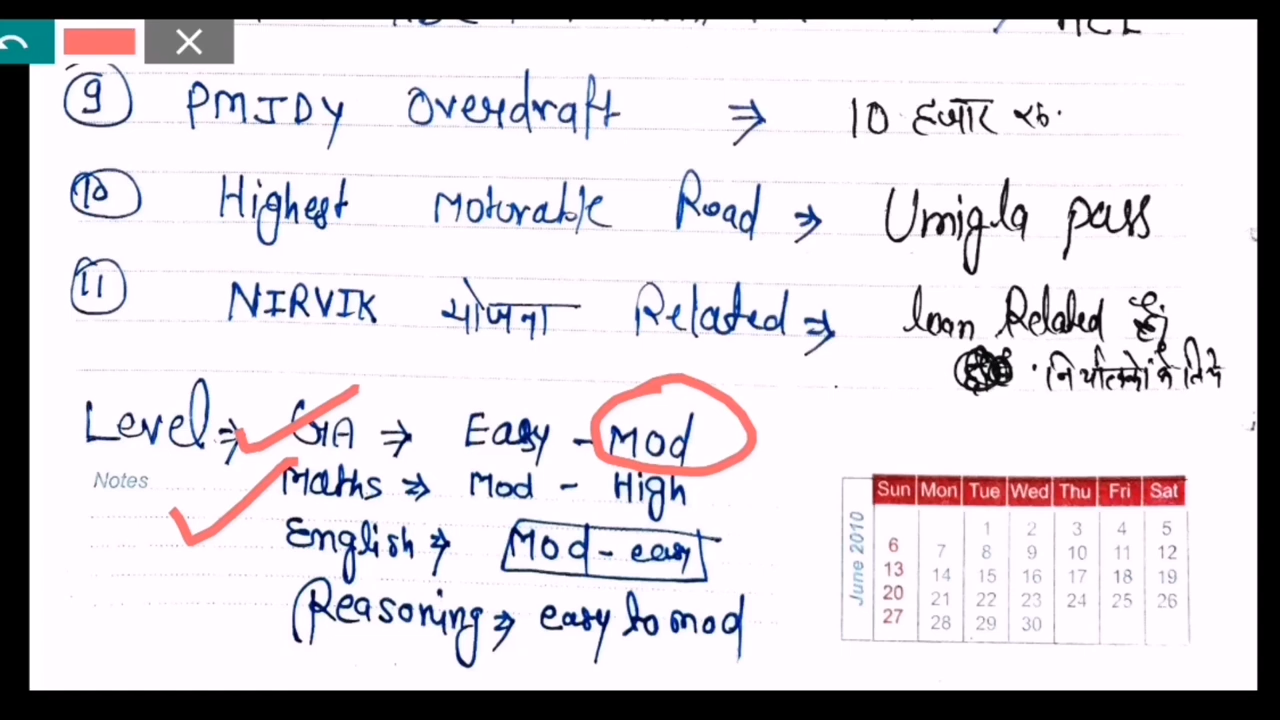 HCL
9 PMJDY Overdraft ⇒ 10 हजार रु.
10 Highest Motorable Road ⇒ Umigla pass
11 NIRVIK योजना Related ⇒ loan Related है
निर्यातकों के लिये
Level ⇒ GA ⇒ Easy - Mod
Notes
Maths ⇒ Mod - High
English ⇒ Mod - easy
Reasoning ⇒ easy to mod
June 2010
Sun Mon Tue Wed Thu Fri Sat
1 2 3 4 5
6 7 8 9 10 11 12
13 14 15 16 17 18 19
20 21 22 23 24 25 26
27 28 29 30